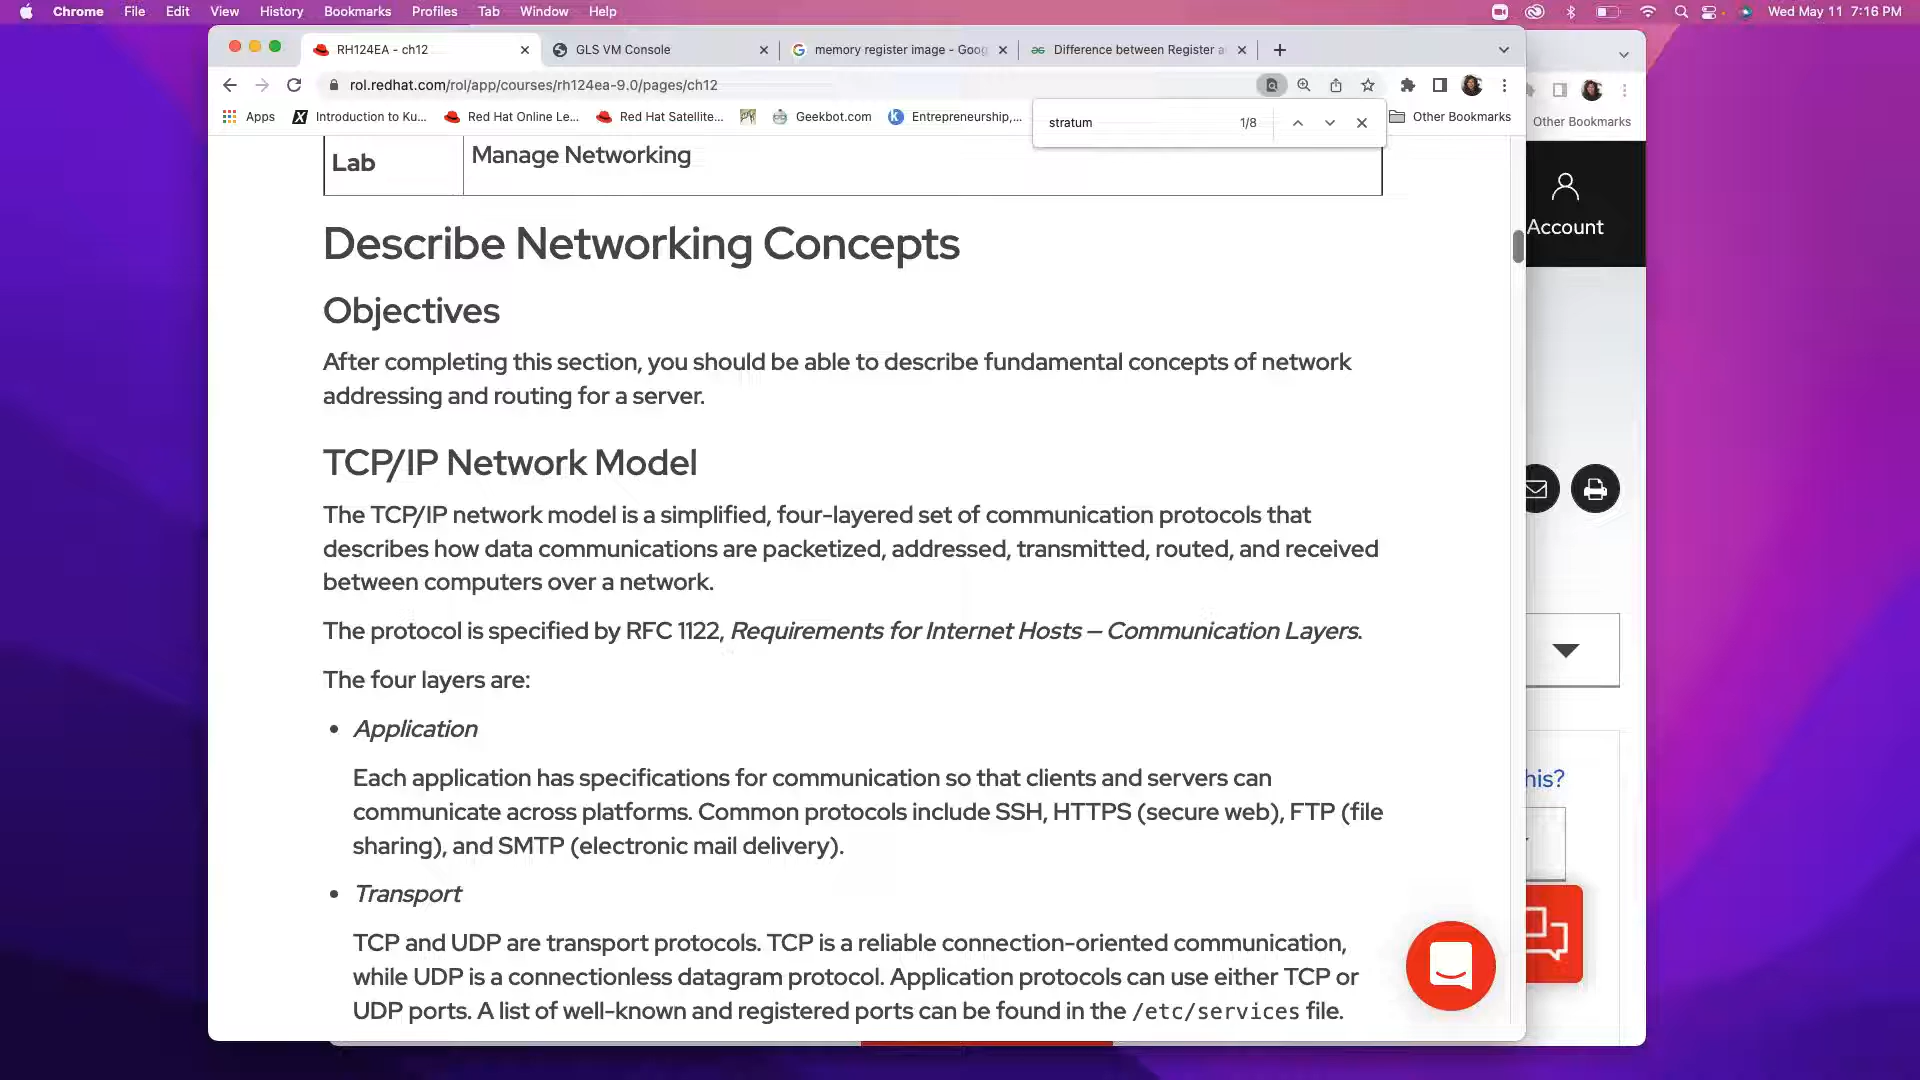 Chrome File Edit View History Bookmarks Profiles Tab Window Help Wed May 11 7:16 PM
RH124EA - ch12 GLS VM Console memory register image - Goog Difference between Register a
rol.redhat.com/rol/app/courses/rh124ea-9.0/pages/ch12
Apps Introduction to Ku... Red Hat Online Le... Red Hat Satellite... Geekbot.com Entrepreneurship,... Other Bookmarks
stratum 1/8
Other Bookmarks
Lab Manage Networking
Account
Describe Networking Concepts
Objectives
After completing this section, you should be able to describe fundamental concepts of network
addressing and routing for a server.
TCP/IP Network Model
The TCP/IP network model is a simplified, four-layered set of communication protocols that
describes how data communications are packetized, addressed, transmitted, routed, and received
between computers over a network.
The protocol is specified by RFC 1122, Requirements for Internet Hosts — Communication Layers.
The four layers are:
• Application
Each application has specifications for communication so that clients and servers can
communicate across platforms. Common protocols include SSH, HTTPS (secure web), FTP (file
sharing), and SMTP (electronic mail delivery).
• Transport
TCP and UDP are transport protocols. TCP is a reliable connection-oriented communication,
while UDP is a connectionless datagram protocol. Application protocols can use either TCP or
UDP ports. A list of well-known and registered ports can be found in the /etc/services file.
his?